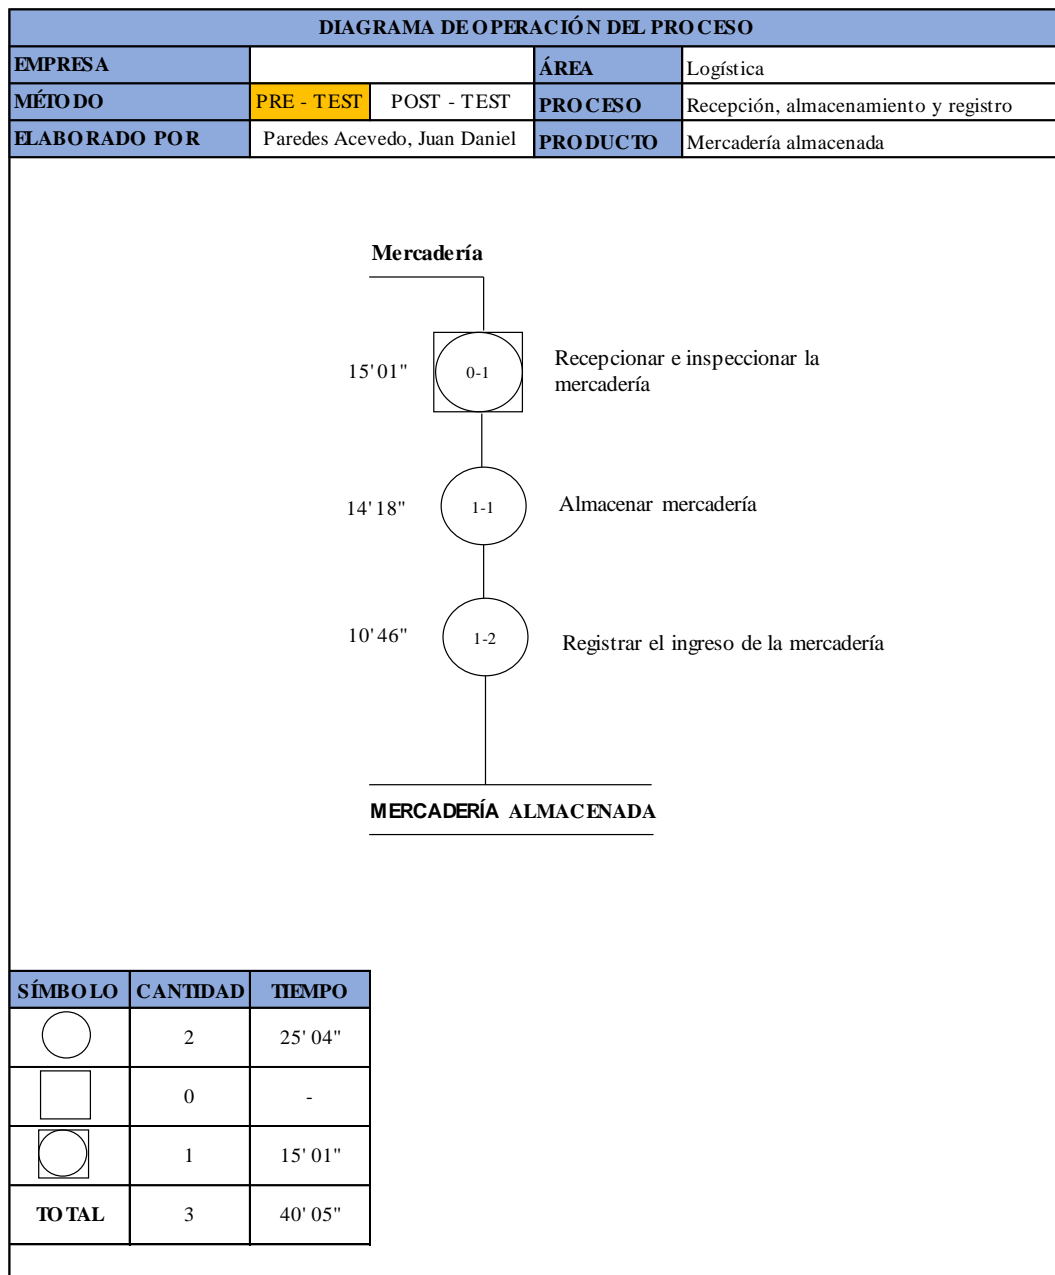 DIAGRAMA DE OPERACIÓN DEL PROCESO
EMPRESA ÁREA Logística
MÉTODO PRE - TEST POST - TEST PROCESO Recepción, almacenamiento y registro
ELABORADO POR Paredes Acevedo, Juan Daniel PRODUCTO Mercadería almacenada
Mercadería
15'01" 0-1 Recepcionar e inspeccionar la
mercadería
14'18" 1-1 Almacenar mercadería
10'46" 1-2 Registrar el ingreso de la mercadería
MERCADERÍA ALMACENADA
SÍMBOLO CANTIDAD TIEMPO
2 25'04"
0 -
1 15'01"
TOTAL 3 40'05"